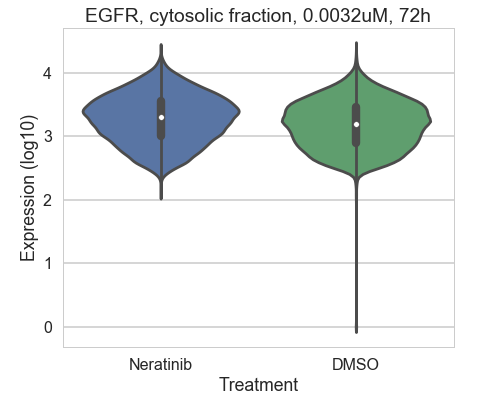 EGFR, cytosolic fraction, 0.0032uM, 72h
Expression (log10)
4
3
2
1
0
Neratinib DMSO
Treatment